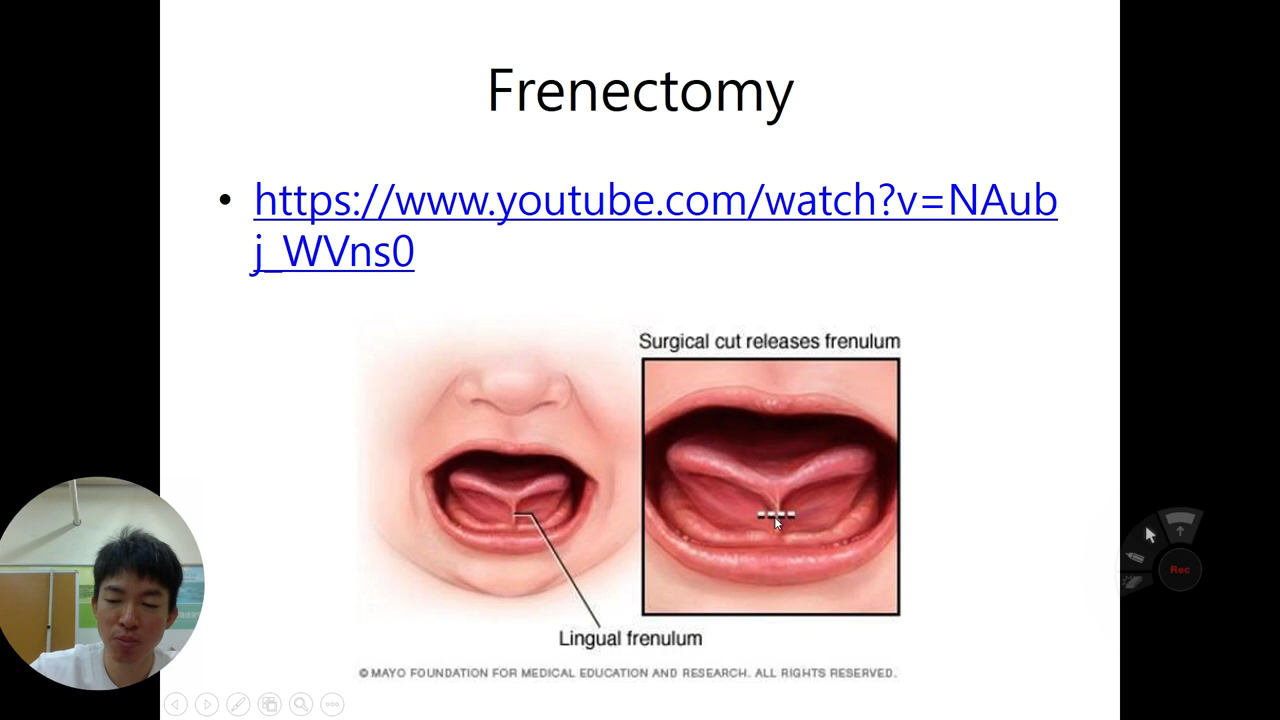 Frenectomy
• https://www.youtube.com/watch?v=NAub
j_WVns0
Surgical cut releases frenulum
Lingual frenulum
© MAYO FOUNDATION FOR MEDICAL EDUCATION AND RESEARCH. ALL RIGHTS RESERVED.
Rec